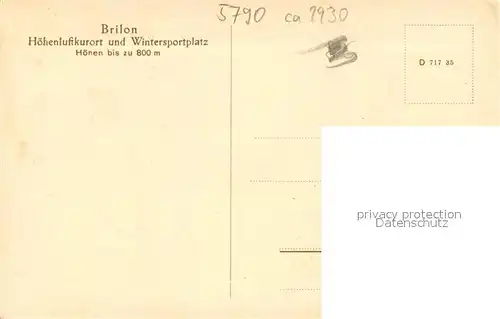 5790 ca 1930
Brilon
Höhenluftkurort und Wintersportplatz
Hönen bis zu 800 m
D 717 35
privacy protection
Datenschutz